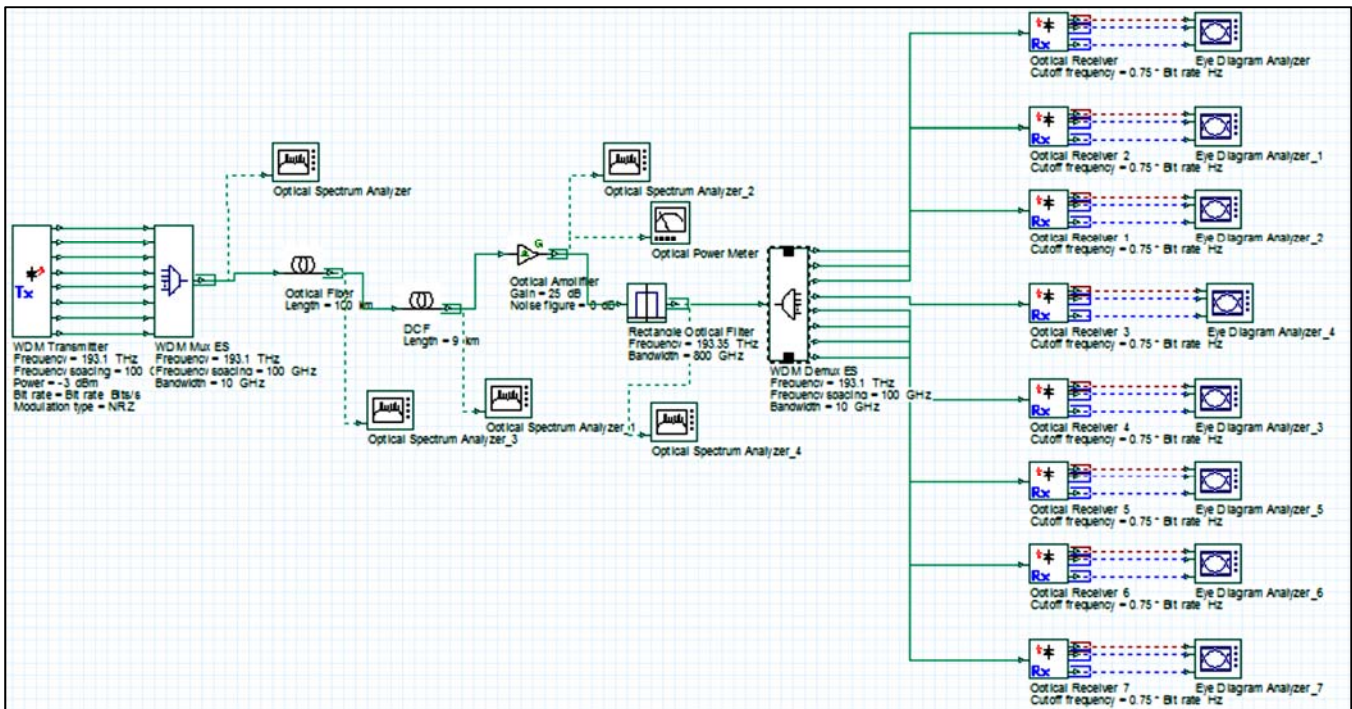 Tx
WDM Transmitter
Frequency = 193.1 THz
Frequency spacing = 100
Power = -3 dBm
Bit rate = Bit rate Bits/s
Modulation type = NRZ
WDM Mux ES
Frequency = 193.1 THz
Frequency spacing = 100 GHz
Bandwidth = 10 GHz
Optical Spectrum Analyzer
Optical Fiber
Length = 100 km
DCF
Length = 9 km
Optical Spectrum Analyzer_3
Optical Spectrum Analyzer_1
G
Optical Amplifier
Gain = 25 dB
Noise figure = dB
Optical Spectrum Analyzer_2
Optical Power Meter
Rectangle Optical Filter
Frequency = 193.35 THz
Bandwidth = 800 GHz
Optical Spectrum Analyzer_4
WDM Demux ES
Frequency = 193.1 THz
Frequency spacing = 100 GHz
Bandwidth = 10 GHz
Rx
Optical Receiver
Cutoff frequency = 0.75 * Bit rate Hz
Eye Diagram Analyzer
Rx
Optical Receiver 2
Cutoff frequency = 0.75 * Bit rate Hz
Eye Diagram Analyzer_1
Rx
Optical Receiver 1
Cutoff frequency = 0.75 * Bit rate Hz
Eye Diagram Analyzer_2
Rx
Optical Receiver 3
Cutoff frequency = 0.75 * Bit rate Hz
Eye Diagram Analyzer_4
Rx
Optical Receiver 4
Cutoff frequency = 0.75 * Bit rate Hz
Eye Diagram Analyzer_3
Rx
Optical Receiver 5
Cutoff frequency = 0.75 * Bit rate Hz
Eye Diagram Analyzer_5
Rx
Optical Receiver 6
Cutoff frequency = 0.75 * Bit rate Hz
Eye Diagram Analyzer_6
Rx
Optical Receiver 7
Cutoff frequency = 0.75 * Bit rate Hz
Eye Diagram Analyzer_7